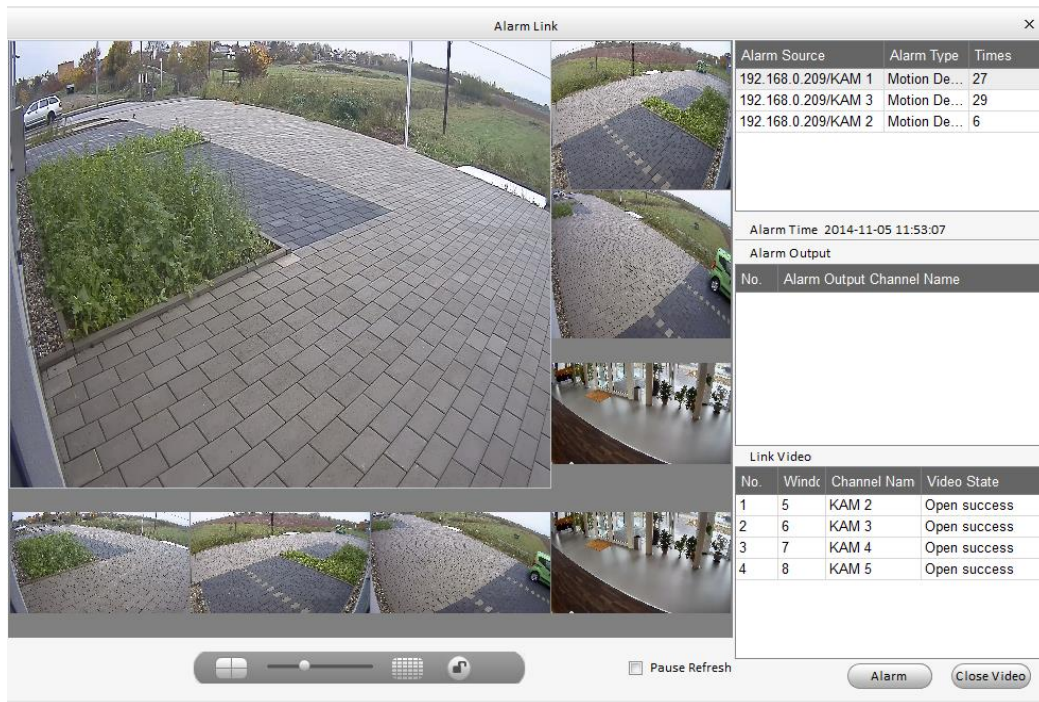 Alarm Link
Alarm Source Alarm Type Times
192.168.0.209/KAM 1 Motion De... 27
192.168.0.209/KAM 3 Motion De... 29
192.168.0.209/KAM 2 Motion De... 6
Alarm Time 2014-11-05 11:53:07
Alarm Output
No. Alarm Output Channel Name
Link Video
No. Windc Channel Nam Video State
1 5 KAM 2 Open success
2 6 KAM 3 Open success
3 7 KAM 4 Open success
4 8 KAM 5 Open success
Pause Refresh
Alarm
Close Video